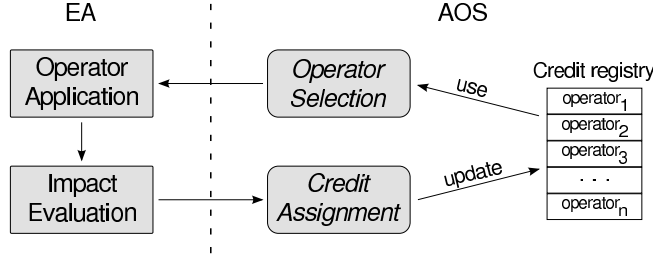 EA
AOS
Operator
Application
Operator
Selection
use
Credit registry
operator1
operator2
operator3
. . .
operatorn
Impact
Evaluation
Credit
Assignment
update